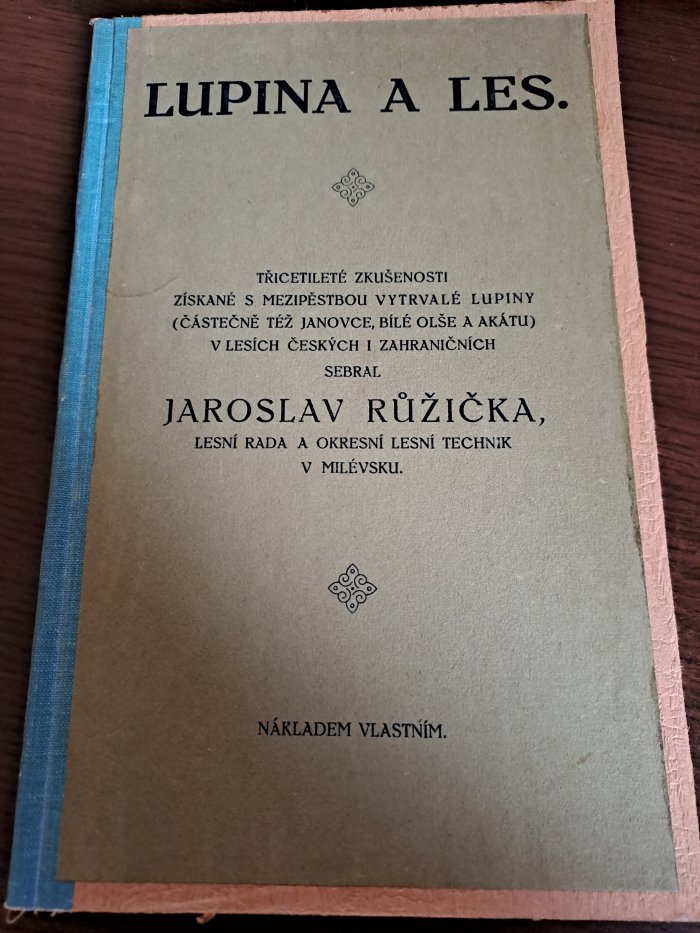 LUPINA A LES.
TŘICETILETÉ ZKUŠENOSTI
ZÍSKANÉ S MEZIPĚSTBOU VYTRVALÉ LUPINY
(ČÁSTEČNĚ TÉŽ JANOVCE, BÍLÉ OLŠE A AKÁTU)
V LESÍCH ČESKÝCH I ZAHRANIČNÍCH
SEBRAL
JAROSLAV RŮŽIČKA,
LESNÍ RADA A OKRESNÍ LESNÍ TECHNIK
V MILÉVSKU.
NÁKLADEM VLASTNÍM.